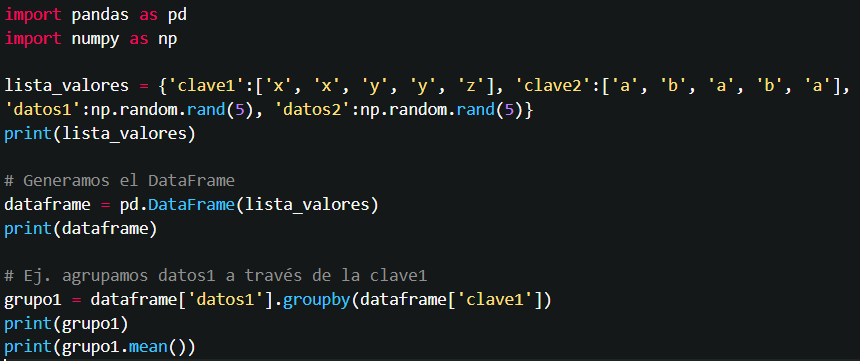 import pandas as pd
import numpy as np
lista_valores = {'clave1':['x', 'x', 'y', 'y', 'z'], 'clave2':['a', 'b', 'a', 'b', 'a'],
'datos1':np.random.rand(5), 'datos2':np.random.rand(5)}
print(lista_valores)
# Generamos el DataFrame
dataframe = pd.DataFrame(lista_valores)
print(dataframe)
# Ej. agrupamos datos1 a través de la clave1
grupo1 = dataframe['datos1'].groupby(dataframe['clave1'])
print(grupo1)
print(grupo1.mean())